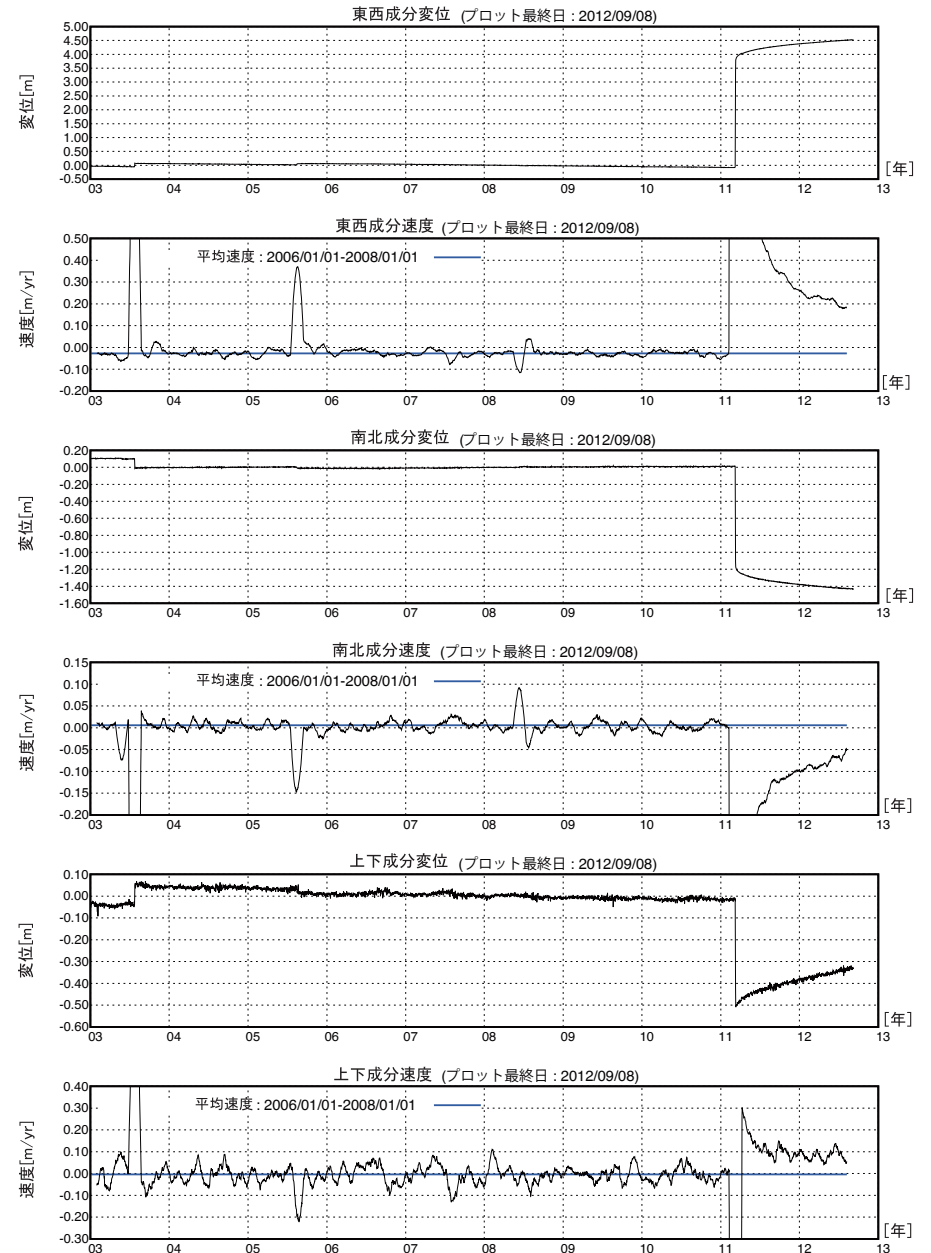 東西成分変位 (プロット最終日 : 2012/09/08)
5.00
4.50
4.00
3.50
3.00
2.50
2.00
1.50
1.00
0.50
0.00
-0.50
変位[m]
03 04 05 06 07 08 09 10 11 12 13
[年]
東西成分速度 (プロット最終日 : 2012/09/08)
平均速度 : 2006/01/01-2008/01/01
0.50
0.40
0.30
0.20
0.10
0.00
-0.10
-0.20
速度[m/yr]
03 04 05 06 07 08 09 10 11 12 13
[年]
南北成分変位 (プロット最終日 : 2012/09/08)
0.20
0.00
-0.20
-0.40
-0.60
-0.80
-1.00
-1.20
-1.40
-1.60
変位[m]
03 04 05 06 07 08 09 10 11 12 13
[年]
南北成分速度 (プロット最終日 : 2012/09/08)
平均速度 : 2006/01/01-2008/01/01
0.15
0.10
0.05
0.00
-0.05
-0.10
-0.15
-0.20
速度[m/yr]
03 04 05 06 07 08 09 10 11 12 13
[年]
上下成分変位 (プロット最終日 : 2012/09/08)
0.10
0.00
-0.10
-0.20
-0.30
-0.40
-0.50
-0.60
変位[m]
03 04 05 06 07 08 09 10 11 12 13
[年]
上下成分速度 (プロット最終日 : 2012/09/08)
平均速度 : 2006/01/01-2008/01/01
0.40
0.30
0.20
0.10
0.00
-0.10
-0.20
-0.30
速度[m/yr]
03 04 05 06 07 08 09 10 11 12 13
[年]